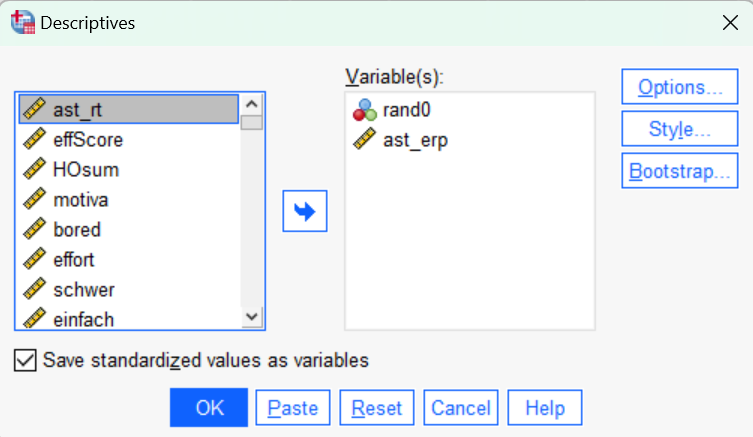 Descriptives
Variable(s):
ast_rt
effScore
HOsum
motiva
bored
effort
schwer
einfach
rand0
ast_erp
Options...
Style...
Bootstrap...
Save standardized values as variables
OK
Paste
Reset
Cancel
Help